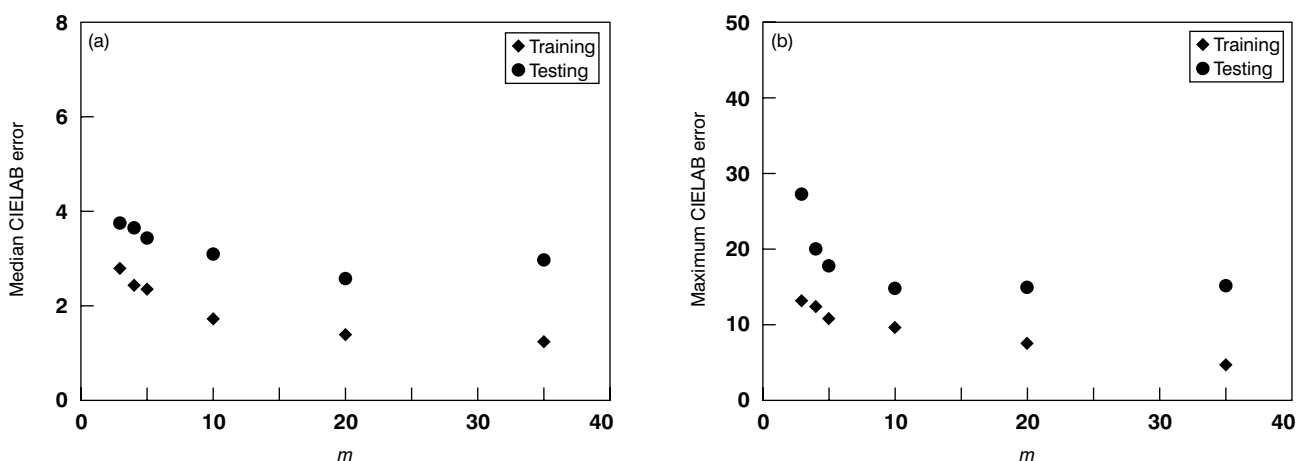 (a)
Training
Testing
Median CIELAB error
8
6
4
2
0
0 10 20 30 40
m
(b)
Training
Testing
Maximum CIELAB error
50
40
30
20
10
0
0 10 20 30 40
m